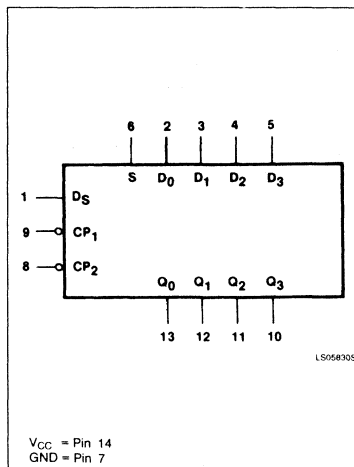 6 2 3 4 5
S D0 D1 D2 D3
1 DS
9 CP1
8 CP2
Q0 Q1 Q2 Q3
13 12 11 10
LS05830S
VCC = Pin 14
GND = Pin 7